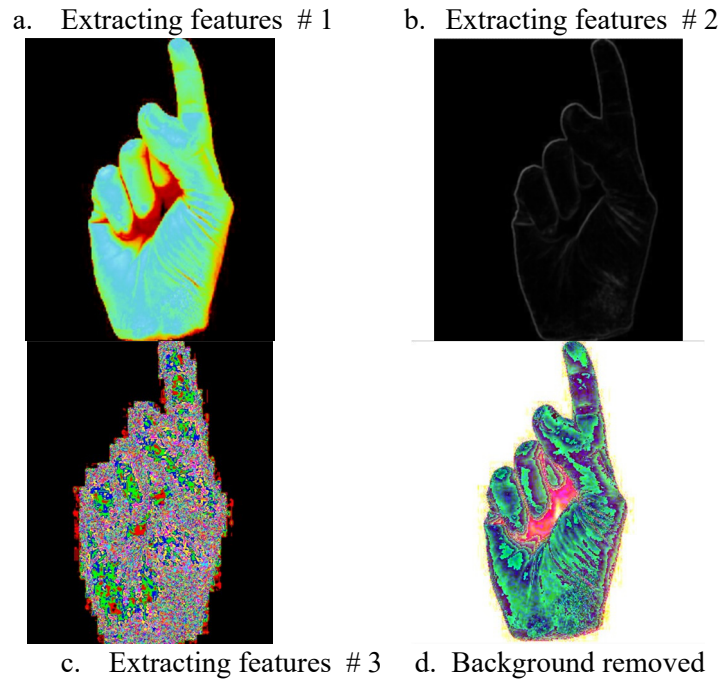 a. Extracting features # 1
b. Extracting features # 2
c. Extracting features # 3
d. Background removed